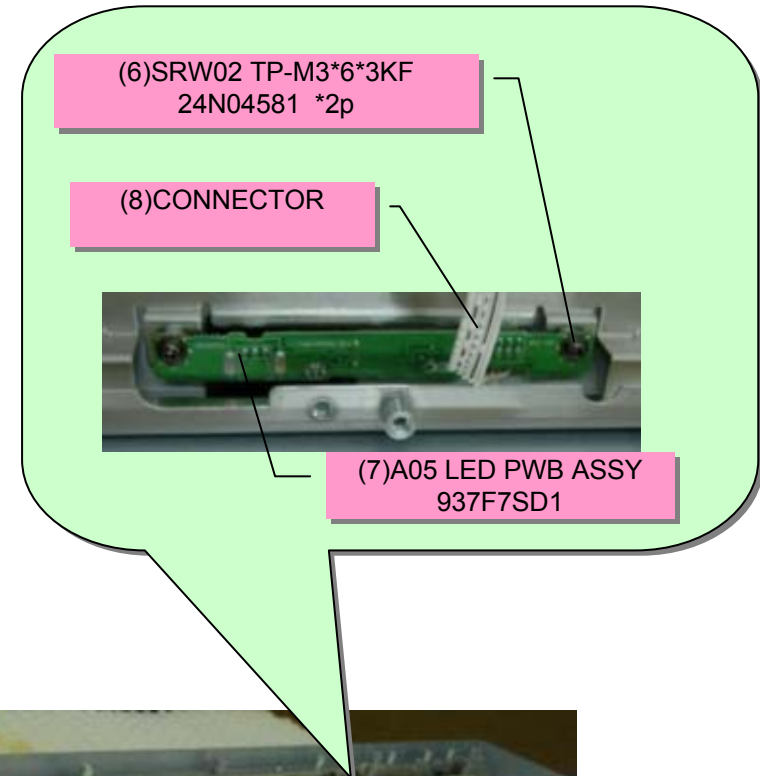 (6)SRW02 TP-M3*6*3KF
24N04581 *2p
(8)CONNECTOR
(7)A05 LED PWB ASSY
937F7SD1